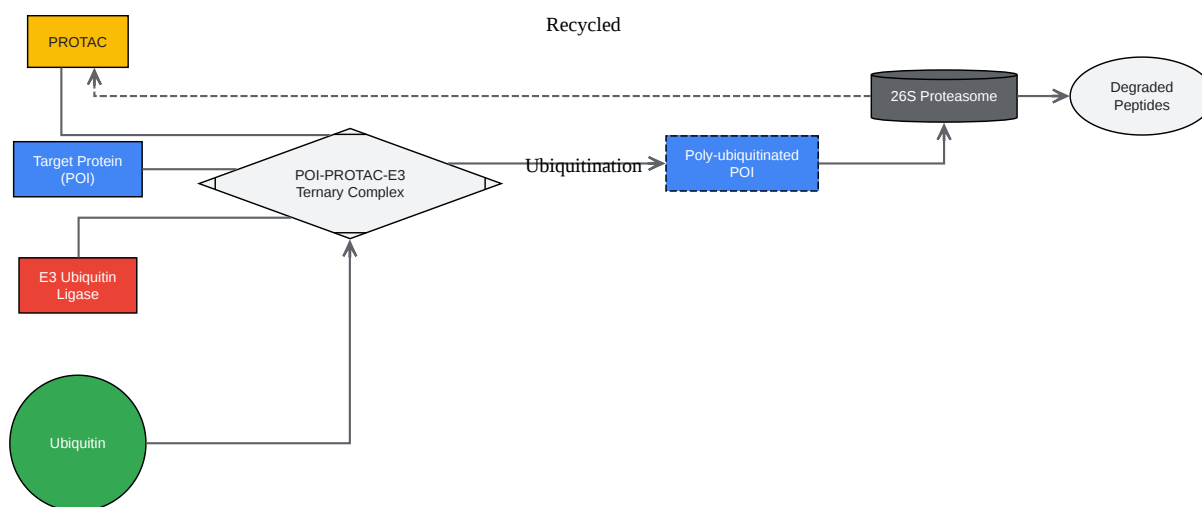 Recycled
PROTAC
26S Proteasome
Degraded
Peptides
Target Protein
(POI)
POI-PROTAC-E3
Ternary Complex
Ubiquitination
Poly-ubiquitinated
POI
E3 Ubiquitin
Ligase
Ubiquitin